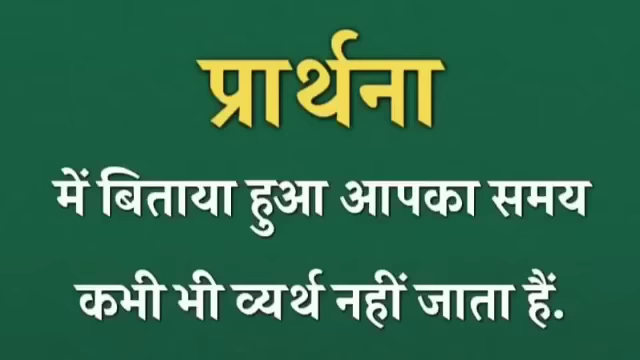 प्रार्थना
में बिताया हुआ आपका समय
कभी भी व्यर्थ नहीं जाता हैं.